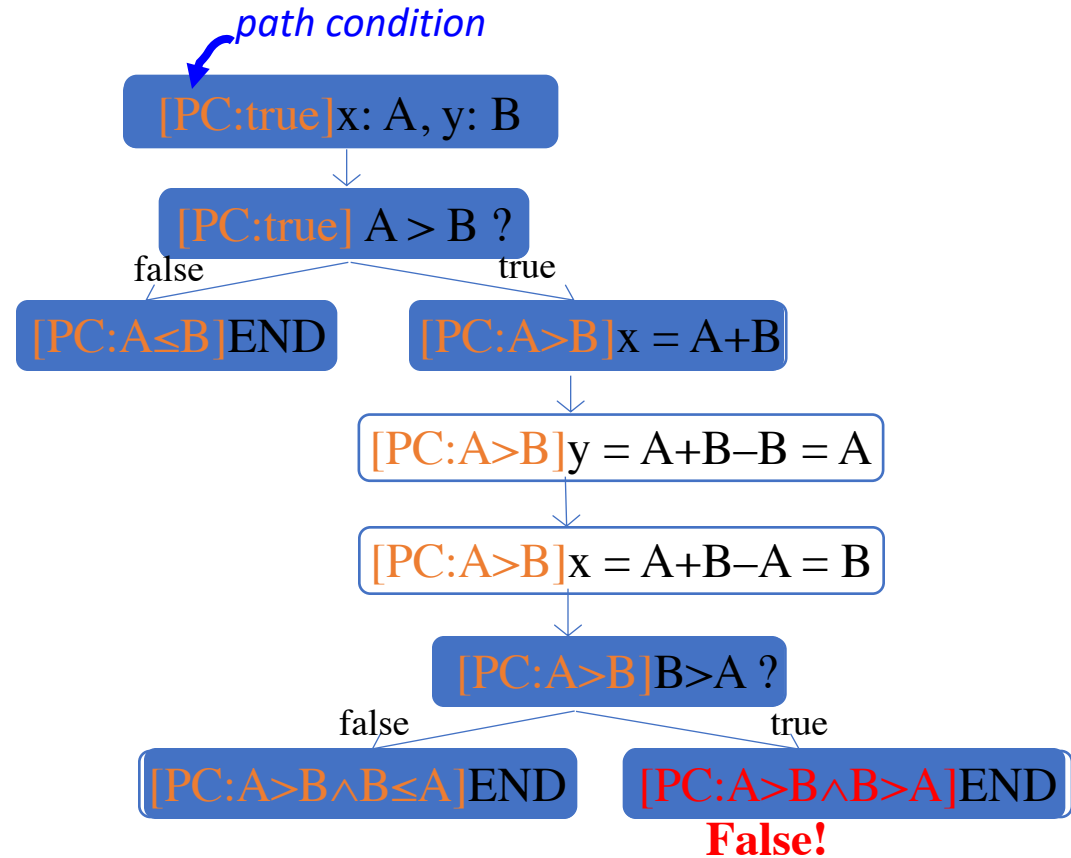 path condition
[PC:true]x: A, y: B
[PC:true] A > B ?
false
true
[PC:A≤B]END
[PC:A>B]x = A+B
[PC:A>B]y = A+B–B = A
[PC:A>B]x = A+B–A = B
[PC:A>B]B>A ?
false
true
[PC:A>B∧B≤A]END
[PC:A>B∧B>A]END
False!